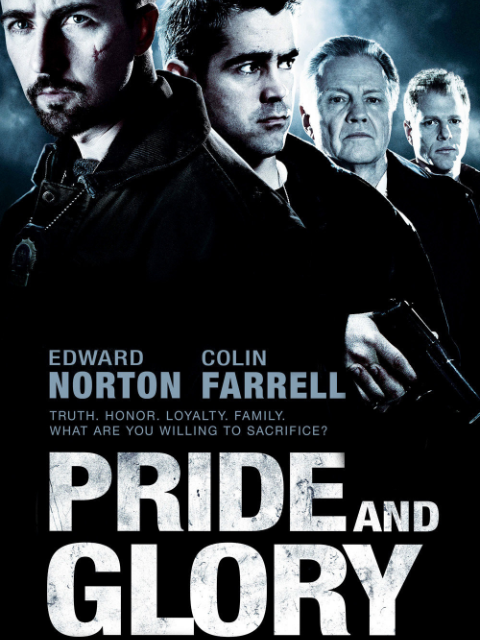 EDWARD COLIN
NORTON FARRELL
TRUTH. HONOR. LOYALTY. FAMILY.
WHAT ARE YOU WILLING TO SACRIFICE?
PRIDE AND
GLORY